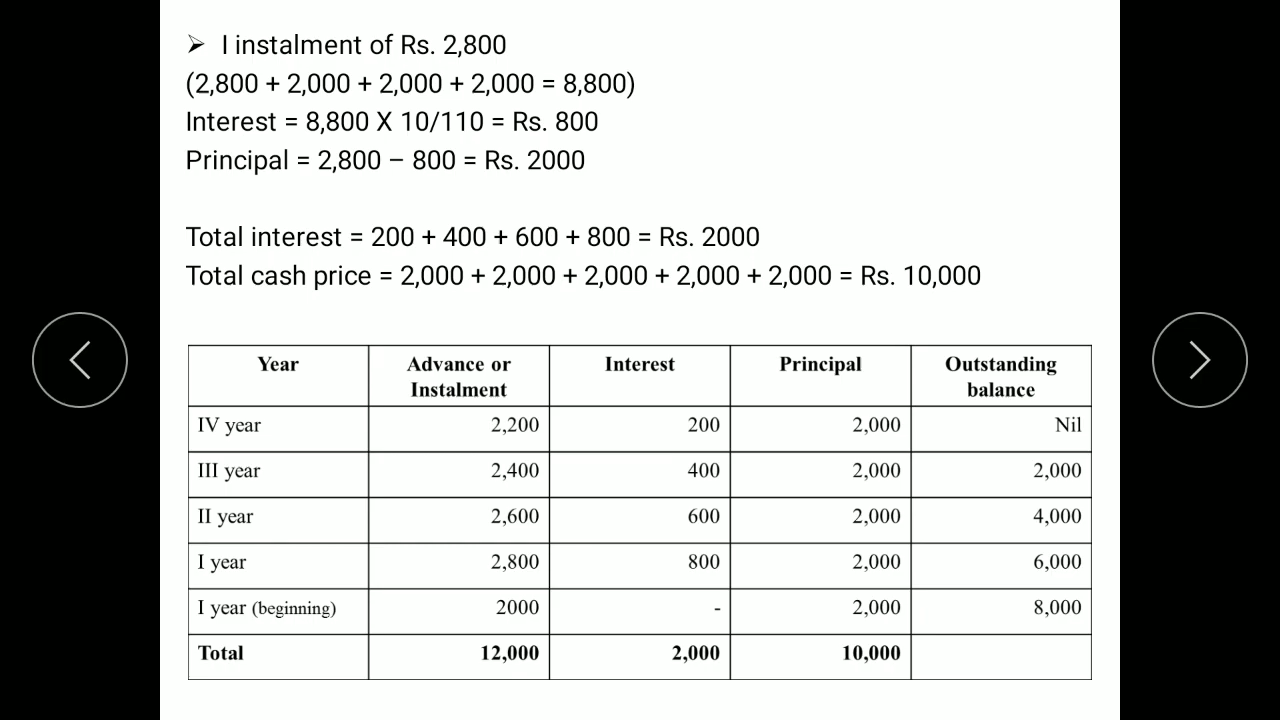 ➢ I instalment of Rs. 2,800
(2,800 + 2,000 + 2,000 + 2,000 = 8,800)
Interest = 8,800 X 10/110 = Rs. 800
Principal = 2,800 – 800 = Rs. 2000
Total interest = 200 + 400 + 600 + 800 = Rs. 2000
Total cash price = 2,000 + 2,000 + 2,000 + 2,000 + 2,000 = Rs. 10,000
Year Advance or Instalment Interest Principal Outstanding balance
IV year 2,200 200 2,000 Nil
III year 2,400 400 2,000 2,000
II year 2,600 600 2,000 4,000
I year 2,800 800 2,000 6,000
I year (beginning) 2000 - 2,000 8,000
Total 12,000 2,000 10,000